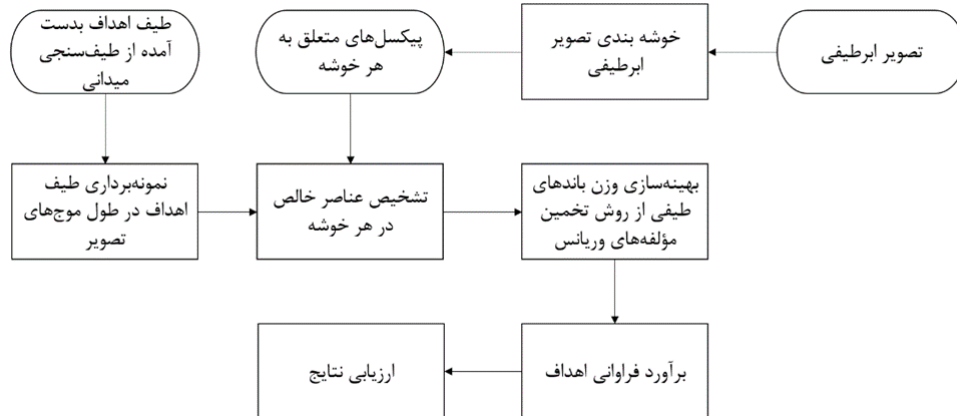 تصویر ابرطیفی
خوشه بندی تصویر
ابرطیفی
پیکسل‌های متعلق به
هر خوشه
طیف اهداف بدست
آمده از طیف‌سنجی
میدانی
نمونه‌برداری طیف
اهداف در طول موج‌های
تصویر
تشخیص عناصر خالص
در هر خوشه
بهینه‌سازی وزن باندهای
طیفی از روش تخمین
مؤلفه‌های وریانس
برآورد فراوانی اهداف
ارزیابی نتایج